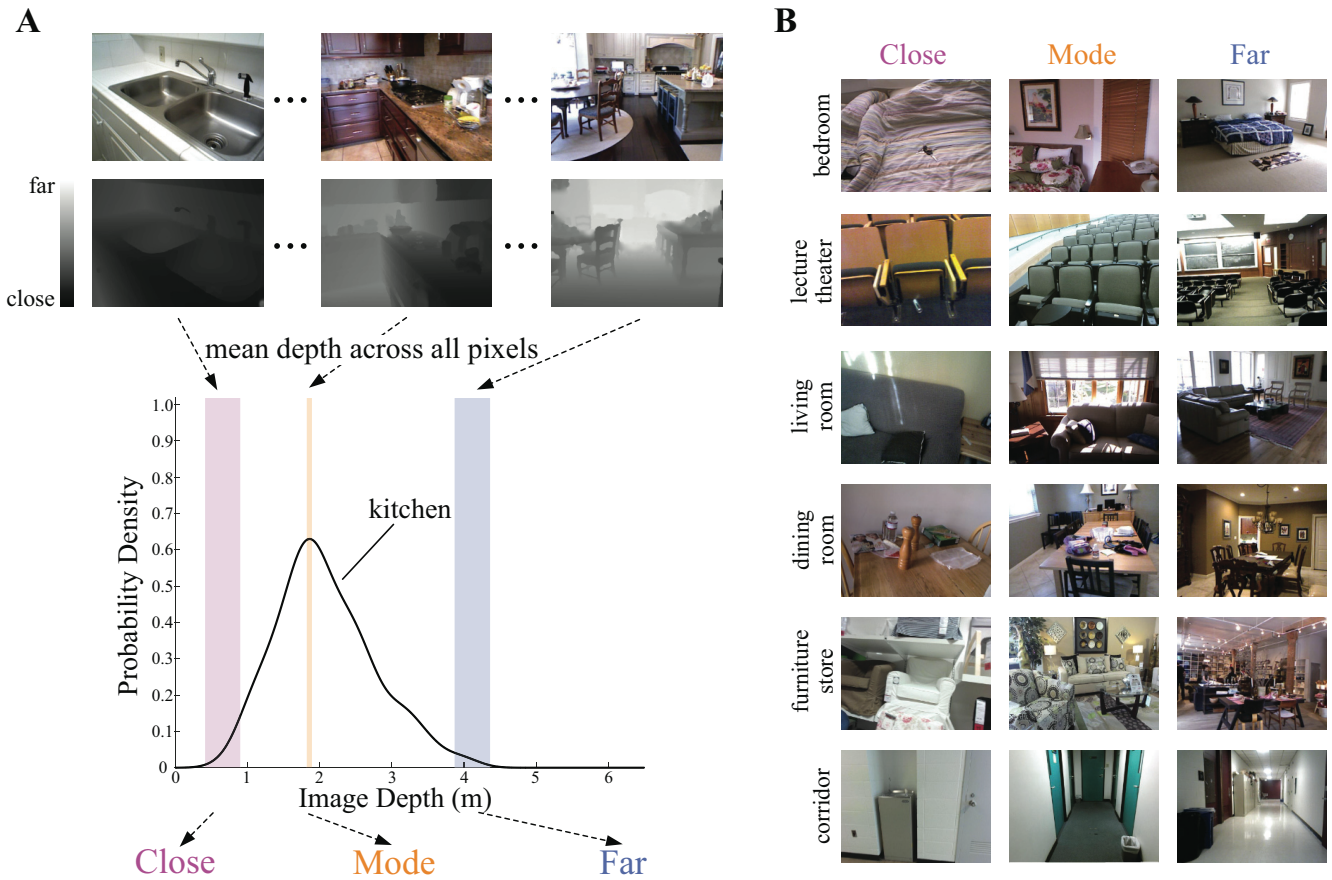 A
far
close
mean depth across all pixels
Probability Density
1.0
0.9
0.8
0.7
0.6
0.5
0.4
0.3
0.2
0.1
0
kitchen
0 1 2 3 4 5 6
Image Depth (m)
Close Mode Far
B
Close Mode Far
bedroom
lecture
theater
living
room
dining
room
furniture
store
corridor